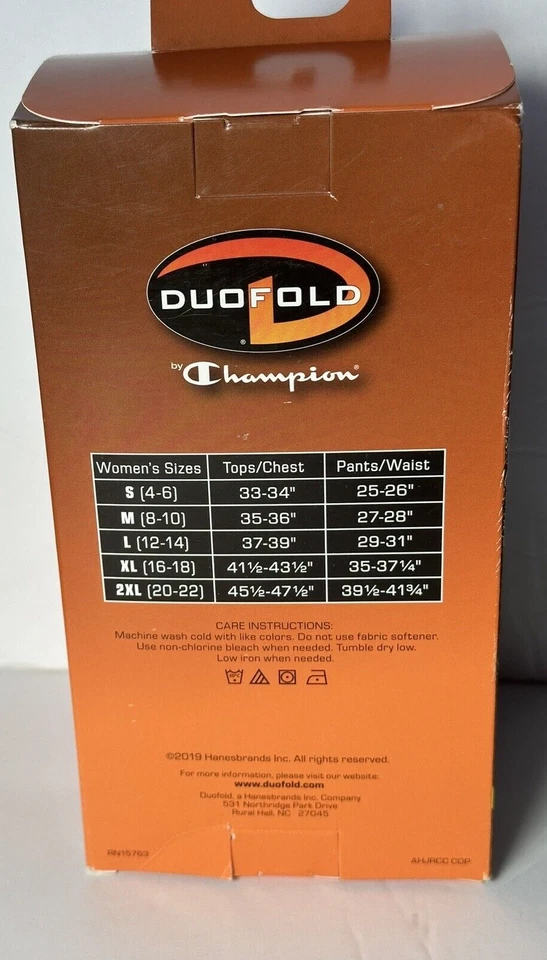 DUOFOLD
®
by Champion®
Women's Sizes Tops/Chest Pants/Waist
S (4-6) 33-34" 25-26"
M (8-10) 35-36" 27-28"
L (12-14) 37-39" 29-31"
XL (16-18) 41½-43½" 35-37¼"
2XL (20-22) 45½-47½" 39½-41¾"
CARE INSTRUCTIONS:
Machine wash cold with like colors. Do not use fabric softener.
Use non-chlorine bleach when needed. Tumble dry low.
Low iron when needed.
©2019 Hanesbrands Inc. All rights reserved.
For more information, please visit our website:
www.duofold.com
Duofold, a Hanesbrands Inc. Company
531 Northridge Park Drive
Rural Hall, NC 27045
RN15763